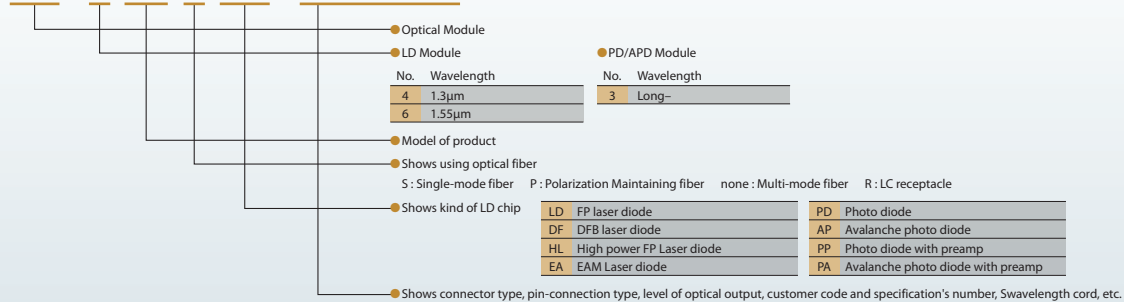 Optical Module
LD Module
PD/APD Module
No. Wavelength
4 1.3μm
6 1.55μm
No. Wavelength
3 Long–
Model of product
Shows using optical fiber
S : Single-mode fiber P : Polarization Maintaining fiber none : Multi-mode fiber R : LC receptacle
Shows kind of LD chip
LD FP laser diode
DF DFB laser diode
HL High power FP Laser diode
EA EAM Laser diode
PD Photo diode
AP Avalanche photo diode
PP Photo diode with preamp
PA Avalanche photo diode with preamp
Shows connector type, pin-connection type, level of optical output, customer code and specification's number, Swavelength cord, etc.